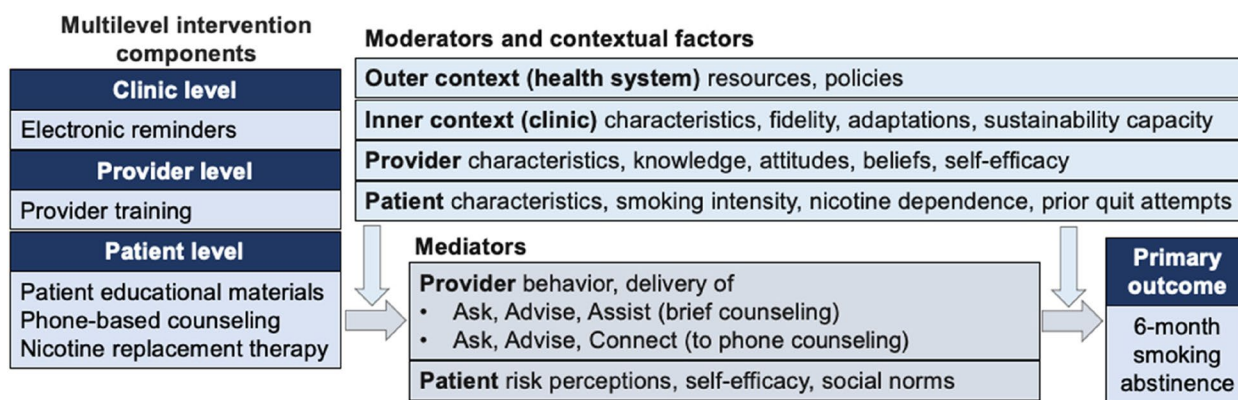 Multilevel intervention
components
Clinic level
Electronic reminders
Provider level
Provider training
Patient level
Patient educational materials
Phone-based counseling
Nicotine replacement therapy
Moderators and contextual factors
Outer context (health system) resources, policies
Inner context (clinic) characteristics, fidelity, adaptations, sustainability capacity
Provider characteristics, knowledge, attitudes, beliefs, self-efficacy
Patient characteristics, smoking intensity, nicotine dependence, prior quit attempts
Mediators
Provider behavior, delivery of
• Ask, Advise, Assist (brief counseling)
• Ask, Advise, Connect (to phone counseling)
Patient risk perceptions, self-efficacy, social norms
Primary
outcome
6-month
smoking
abstinence